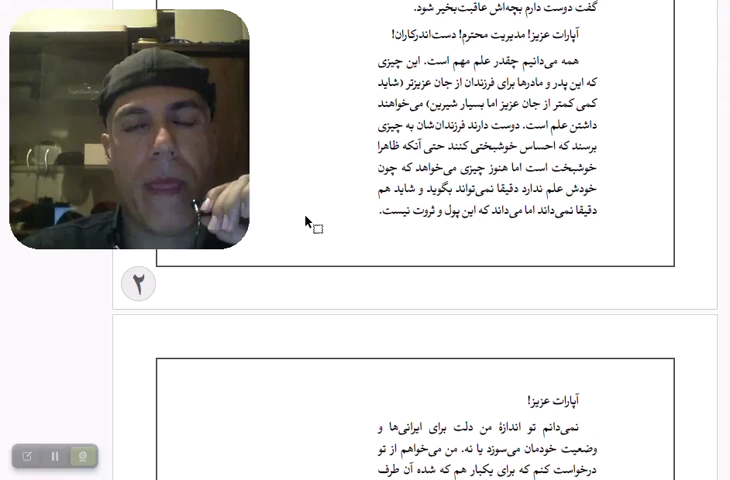 گفت دوست دارم بچه‌اش عاقبت‌بخیر شود.
آپارات عزیز! مدیریت محترم! دست‌اندرکاران!
همه می‌دانیم چقدر علم مهم است. این چیزی
که این پدر و مادرها برای فرزندان از جان عزیزتر (شاید
کمی کمتر از جان عزیز اما بسیار شیرین) می‌خواهند
داشتن علم است. دوست دارند فرزندان‌شان به چیزی
برسند که احساس خوشبختی کنند حتی آنکه ظاهرا
خوشبخت است اما هنوز چیزی می‌خواهد که چون
خودش علم ندارد دقیقا نمی‌تواند بگوید و شاید هم
دقیقا نمی‌داند اما می‌داند که این پول و ثروت نیست.
۲
آپارات عزیز!
نمی‌دانم تو اندازهٔ من دلت برای ایرانی‌ها و
وضعیت خودمان می‌سوزد یا نه. من می‌خواهم از تو
درخواست کنم که برای یکبار هم که شده آن طرف